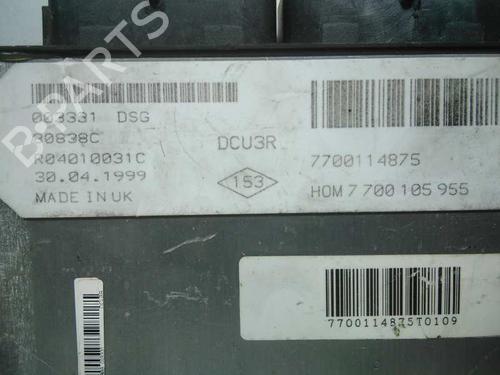 003331 DSG
30838C
R04010031C
30.04.1999
MADE IN UK
DCU3R
153
7700114875
HOM 7 700 105 955
7700114875T0109
B-PARTS